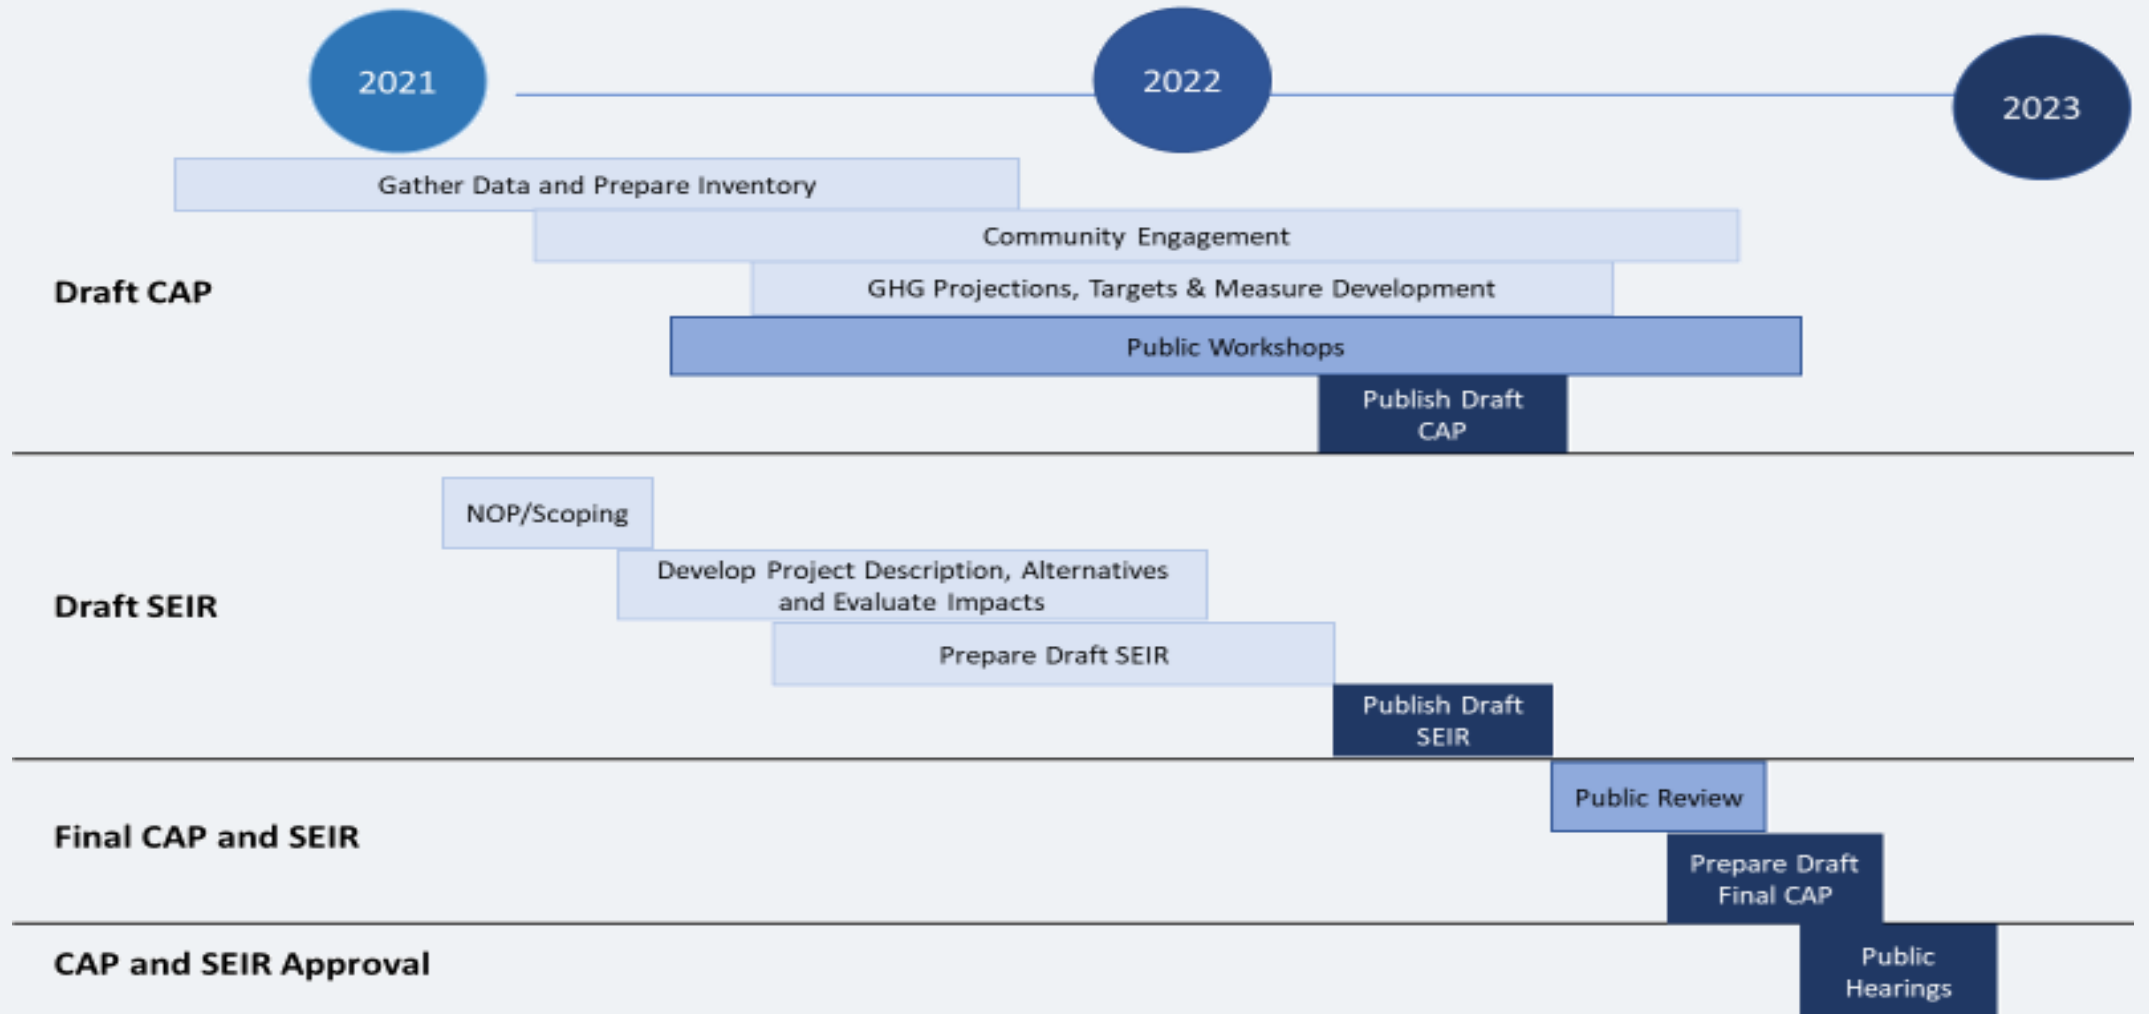 2021
2022
2023
Gather Data and Prepare Inventory
Community Engagement
Draft CAP
GHG Projections, Targets & Measure Development
Public Workshops
Publish Draft
CAP
NOP/Scoping
Develop Project Description, Alternatives
and Evaluate Impacts
Draft SEIR
Prepare Draft SEIR
Publish Draft
SEIR
Public Review
Final CAP and SEIR
Prepare Draft
Final CAP
CAP and SEIR Approval
Public
Hearings